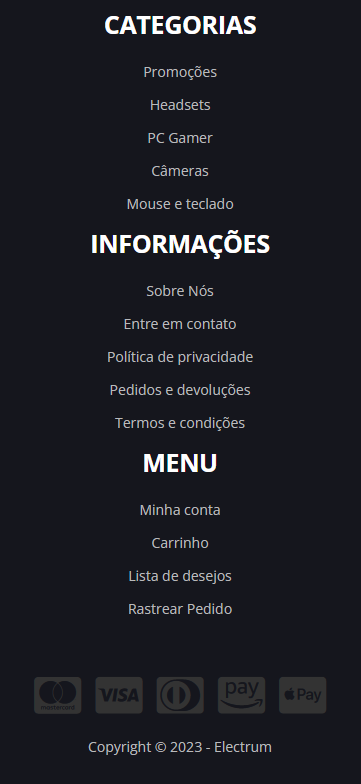 CATEGORIAS
Promoções
Headsets
PC Gamer
Câmeras
Mouse e teclado
INFORMAÇÕES
Sobre Nós
Entre em contato
Política de privacidade
Pedidos e devoluções
Termos e condições
MENU
Minha conta
Carrinho
Lista de desejos
Rastrear Pedido
mastercard VISA pay Pay
Copyright © 2023 - Electrum